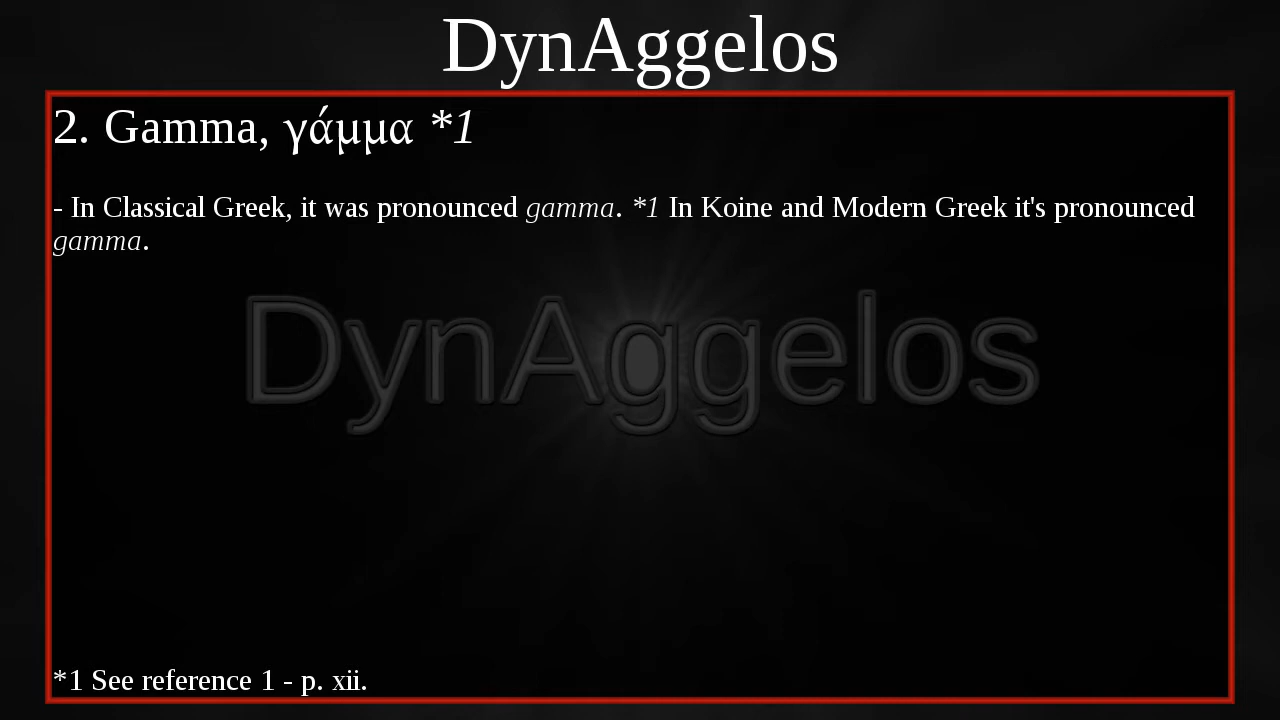 DynAggelos
2. Gamma, γάμμα *1
- In Classical Greek, it was pronounced gamma. *1 In Koine and Modern Greek it's pronounced
gamma.
DynAggelos
*1 See reference 1 - p. xii.